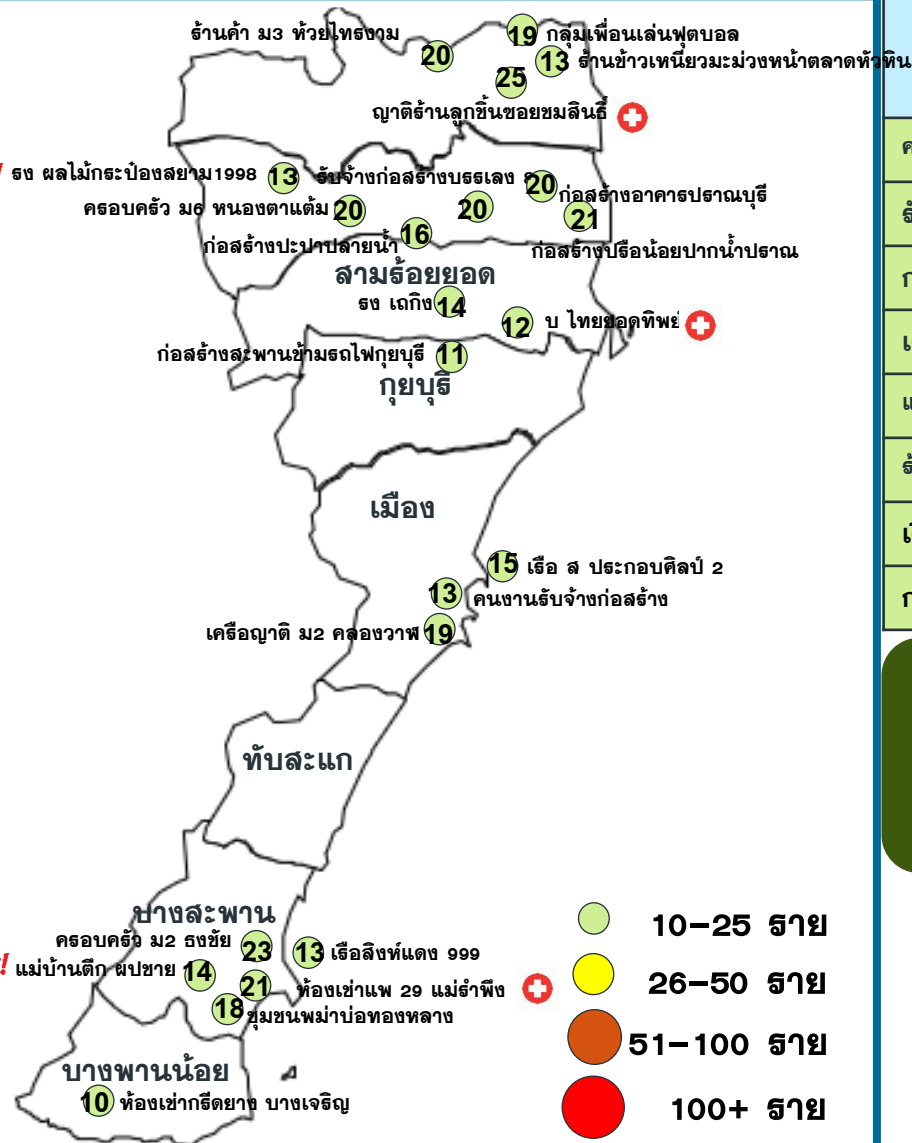 ร้านค้า ม3 ห้วยไทรงาม
20
19 กลุ่มเพื่อนเล่นฟุตบอล
13 ร้านข้าวเหนียวมะม่วงหน้าตลาดหัวหิน
25
ญาติร้านลูกชิ้นซอยชมสินธุ์
! รง ผลไม้กระป๋องสยาม1998 13
รับจ้างก่อสร้างบรรเลง
20 ก่อสร้างอาคารปราณบุรี
ครอบครัว ม6 หนองตาแต้ม 20
20
21
ก่อสร้างปะปาปลายน้ำ 16
ก่อสร้างปรือน้อยปากน้ำปราณ
สามร้อยยอด
รง เถกิง 14
12 บ ไทยยอดทิพย์
ก่อสร้างสะพานข้ามรถไฟกุยบุรี 11
กุยบุรี
เมือง
15 เรือ ส ประกอบศิลป์ 2
13 คนงานรับจ้างก่อสร้าง
เครือญาติ ม2 คลองวาฬ 19
ทับสะแก
บางสะพาน
ครอบครัว ม2 ธงชัย 23
13 เรือสิงห์แดง 999
! แม่บ้านตึก ผปชาย 14
21 ห้องเช่าแพ 29 แม่รำพึง
18 ชุมชนพม่าบ่อทองหลาง
บางพานน้อย
10 ห้องเช่ากรีดยาง บางเจริญ
10-25 ราย
26-50 ราย
51-100 ราย
100+ ราย